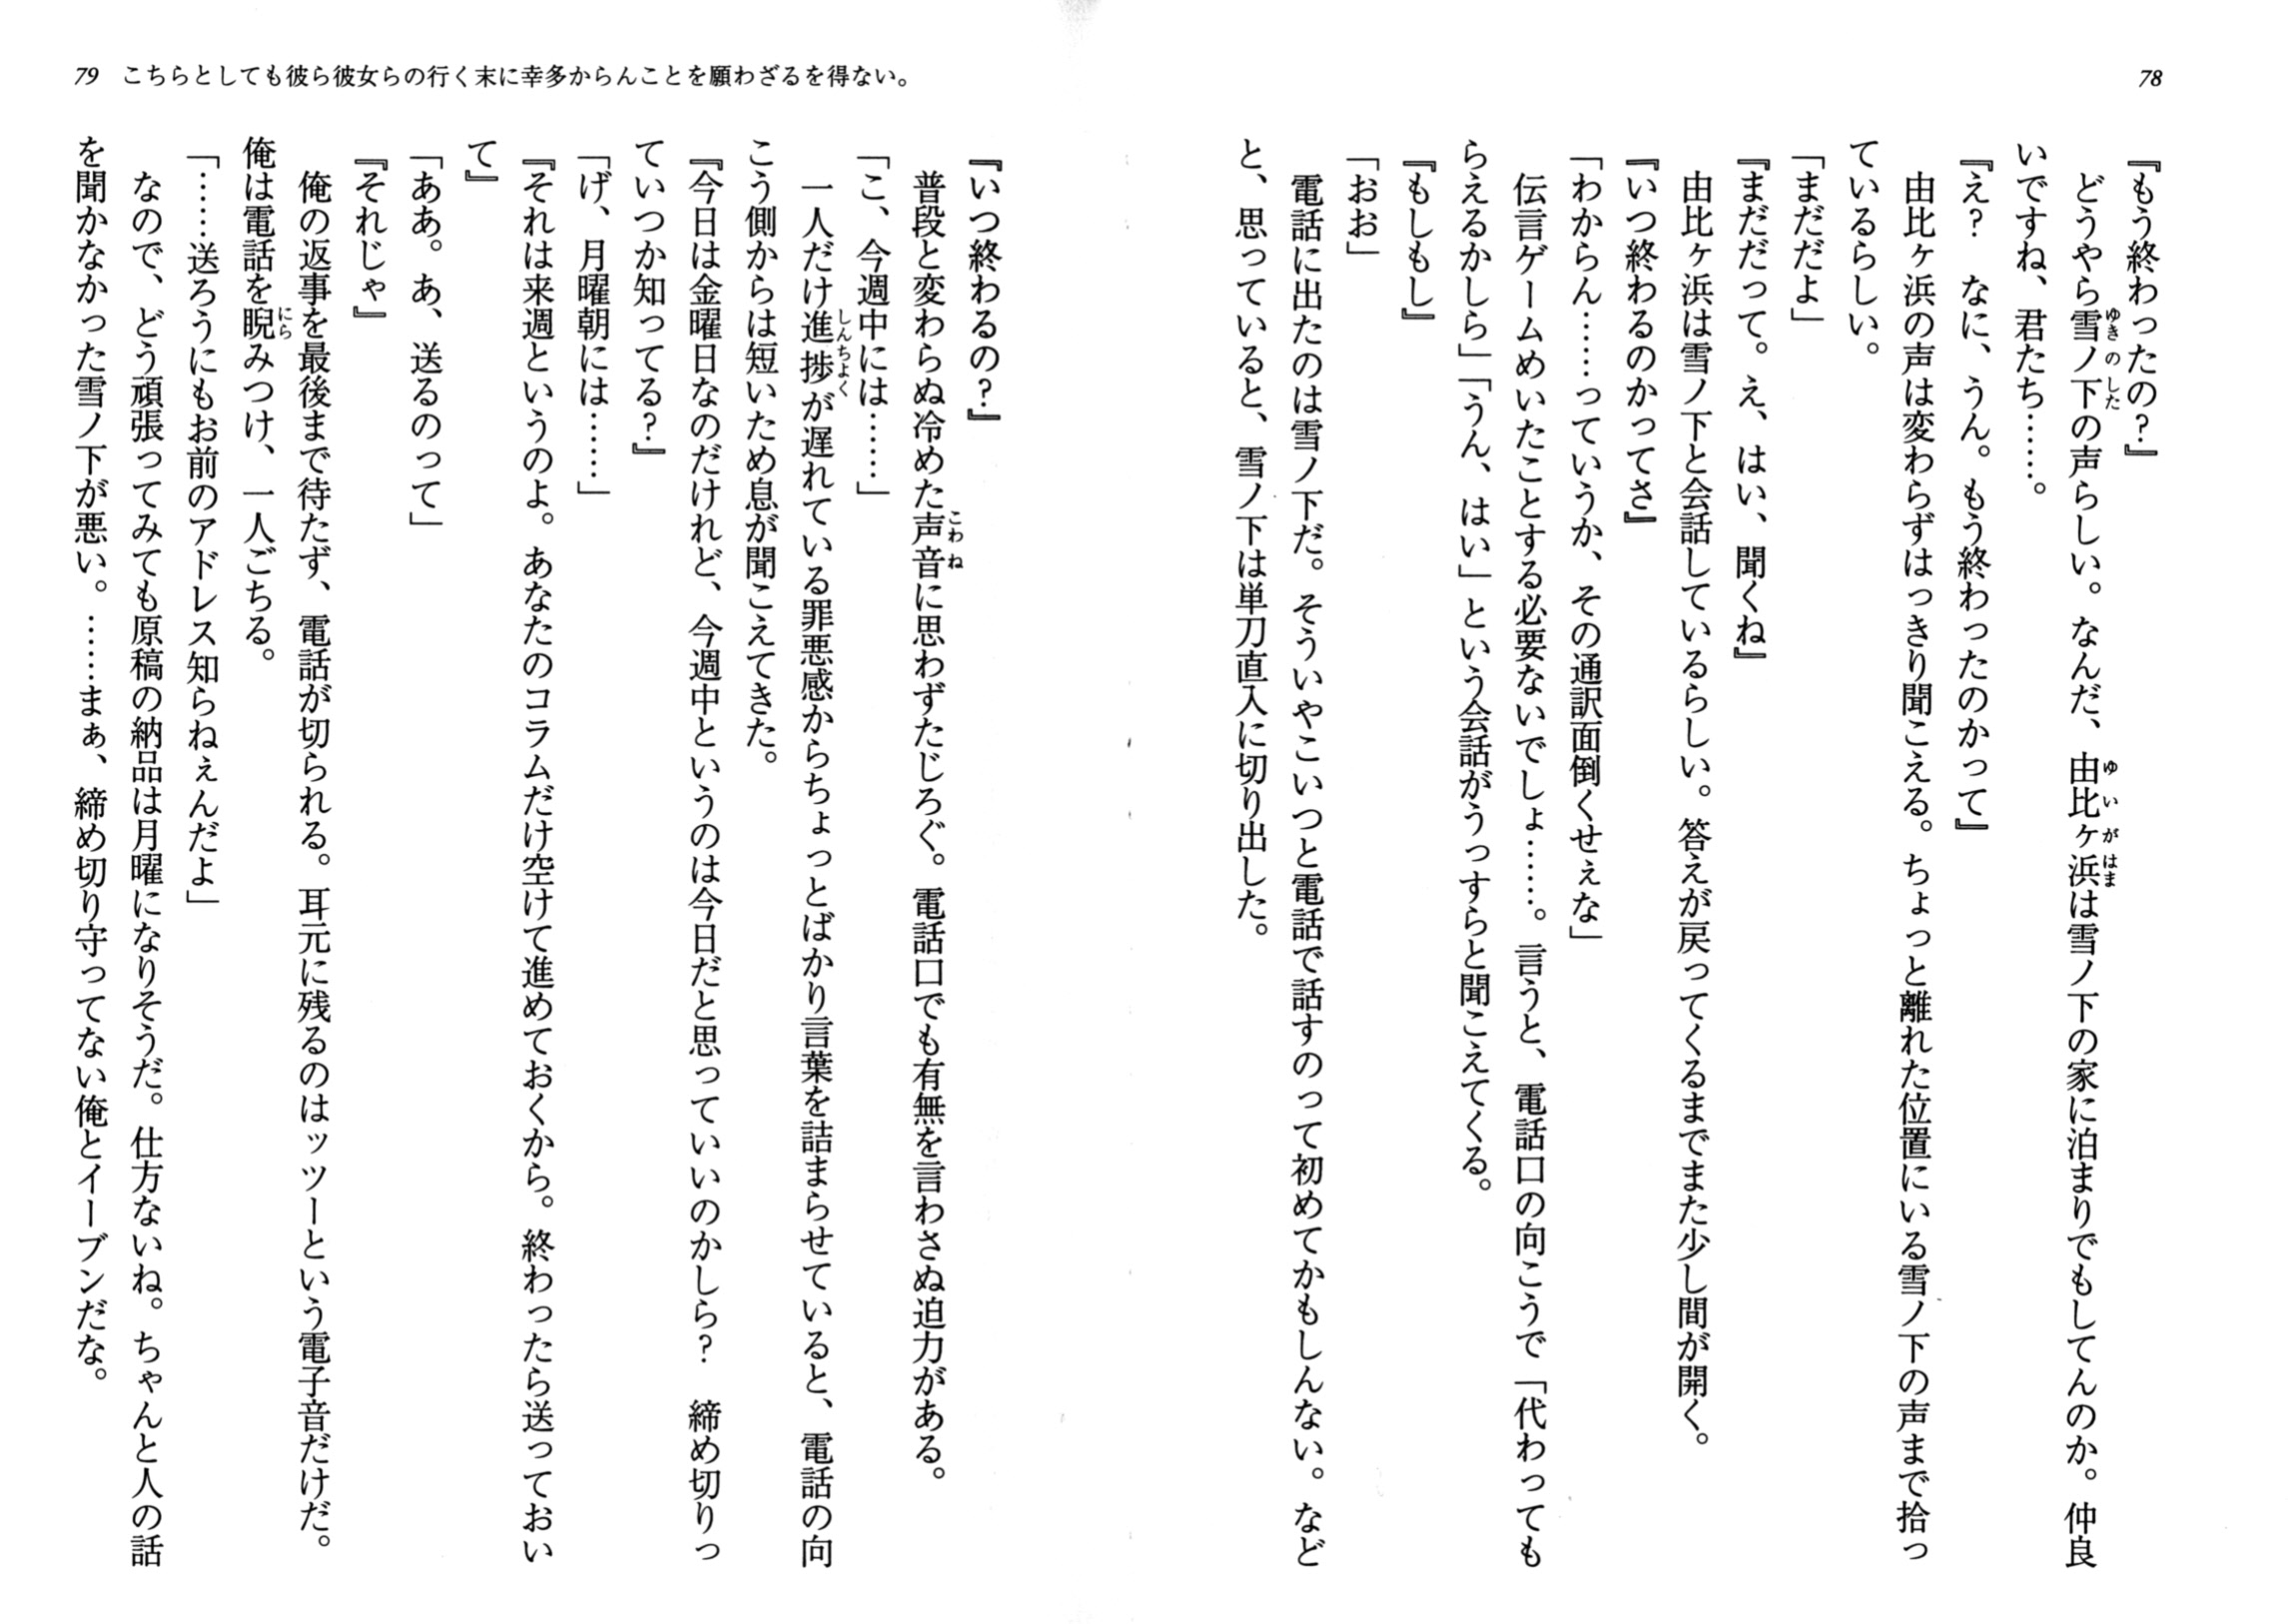 78
『もう終わったの？』
　どうやら雪ノ下の声らしい。なんだ、由比ヶ浜は雪ノ下の家に泊まりでもしてんのか。仲良
いですね、君たち……。
『え？　なに、うん。もう終わったのかって』
　由比ヶ浜の声は変わらずはっきり聞こえる。ちょっと離れた位置にいる雪ノ下の声まで拾っ
ているらしい。
「まだだよ」
『まだだって。え、はい、聞くね』
　由比ヶ浜は雪ノ下と会話しているらしい。答えが戻ってくるまでまた少し間が開く。
『いつ終わるのかってさ』
「わからん……っていうか、その通訳面倒くせぇな」
　伝言ゲームめいたことする必要ないでしょ……。言うと、電話口の向こうで「代わっても
らえるかしら」「うん、はい」という会話がうっすらと聞こえてくる。
『もしもし』
「おお」
　電話に出たのは雪ノ下だ。そういやこいつと電話で話すのって初めてかもしんない。など
と、思っていると、雪ノ下は単刀直入に切り出した。
79　こちらとしても彼ら彼女らの行く末に幸多からんことを願わざるを得ない。
『いつ終わるの？』
　普段と変わらぬ冷めた声音に思わずたじろぐ。電話口でも有無を言わさぬ迫力がある。
「こ、今週中には……」
　一人だけ進捗が遅れている罪悪感からちょっとばかり言葉を詰まらせていると、電話の向
こう側からは短いため息が聞こえてきた。
『今日は金曜日なのだけれど、今週中というのは今日だと思っていいのかしら？　締め切りっ
ていつか知ってる？』
「げ、月曜朝には……」
『それは来週というのよ。あなたのコラムだけ空けて進めておくから。終わったら送っておい
て』
「ああ。あ、送るのって」
『それじゃ』
　俺の返事を最後まで待たず、電話が切られる。耳元に残るのはッツーという電子音だけだ。
俺は電話を睨みつけ、一人ごちる。
「……送ろうにもお前のアドレス知らねぇんだよ」
　なので、どう頑張ってみても原稿の納品は月曜になりそうだ。仕方ないね。ちゃんと人の話
を聞かなかった雪ノ下が悪い。……まぁ、締め切り守ってない俺とイーブンだな。